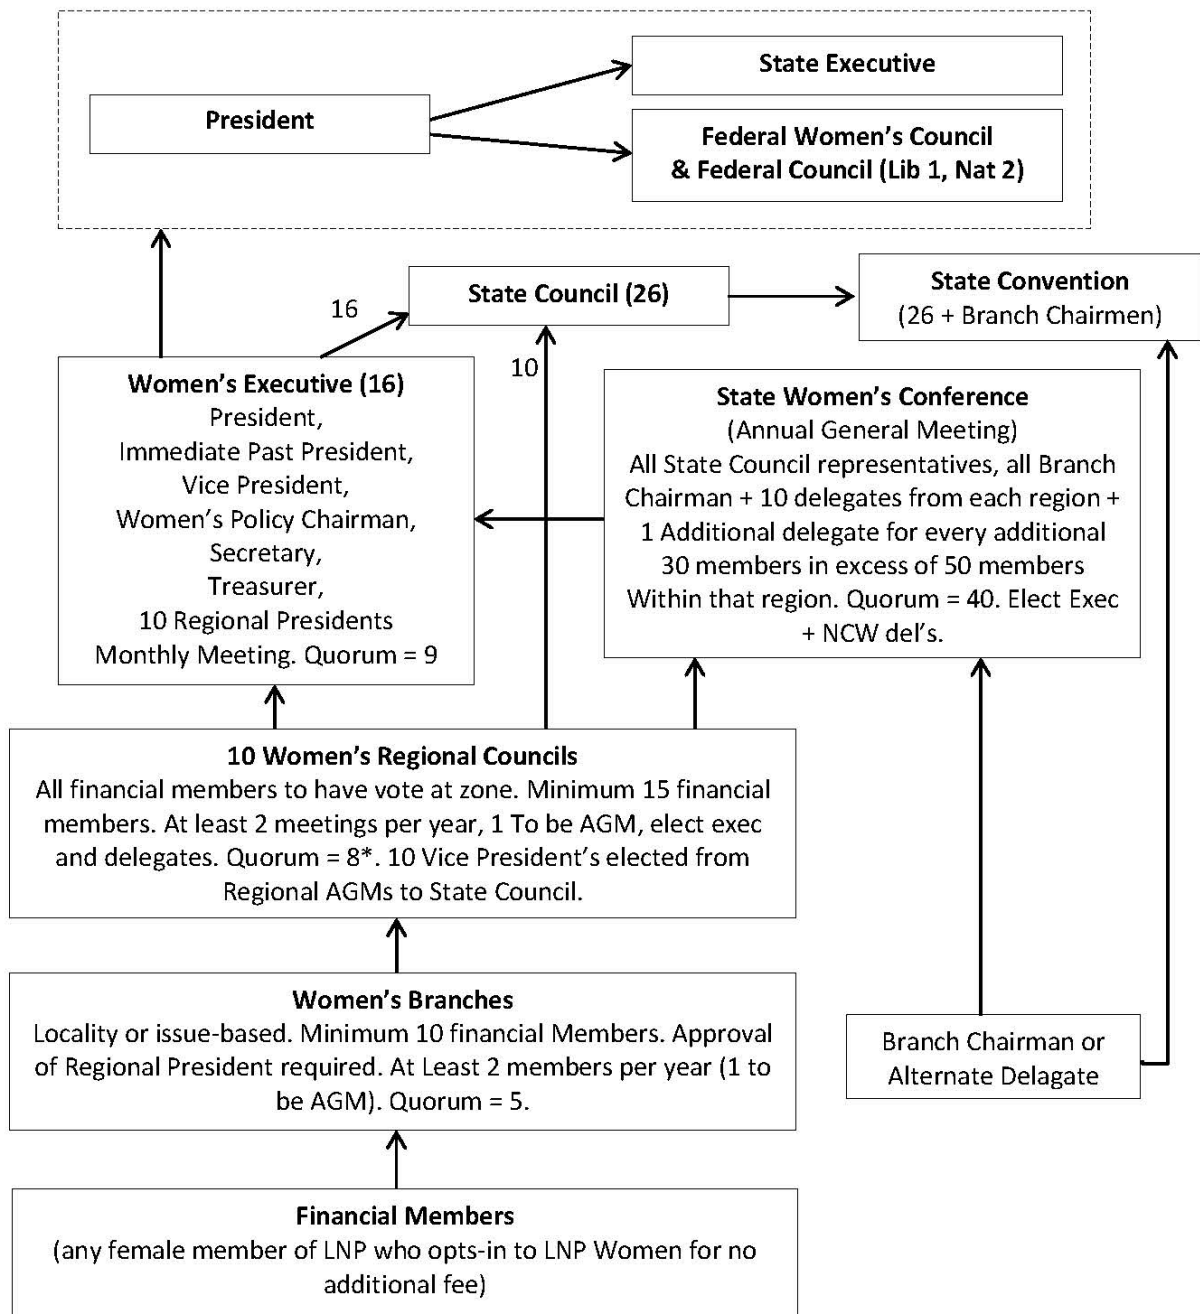 State Executive
President
Federal Women's Council
& Federal Council (Lib 1, Nat 2)
State Council (26)
State Convention
(26 + Branch Chairmen)
16
10
Women's Executive (16)
President,
Immediate Past President,
Vice President,
Women's Policy Chairman,
Secretary,
Treasurer,
10 Regional Presidents
Monthly Meeting. Quorum = 9
State Women's Conference
(Annual General Meeting)
All State Council representatives, all Branch
Chairman + 10 delegates from each region +
1 Additional delegate for every additional
30 members in excess of 50 members
Within that region. Quorum = 40. Elect Exec
+ NCW del's.
10 Women's Regional Councils
All financial members to have vote at zone. Minimum 15 financial
members. At least 2 meetings per year, 1 To be AGM, elect exec
and delegates. Quorum = 8*. 10 Vice President's elected from
Regional AGMs to State Council.
Women's Branches
Locality or issue-based. Minimum 10 financial Members. Approval
of Regional President required. At Least 2 members per year (1 to
be AGM). Quorum = 5.
Branch Chairman or
Alternate Delagate
Financial Members
(any female member of LNP who opts-in to LNP Women for no
additional fee)